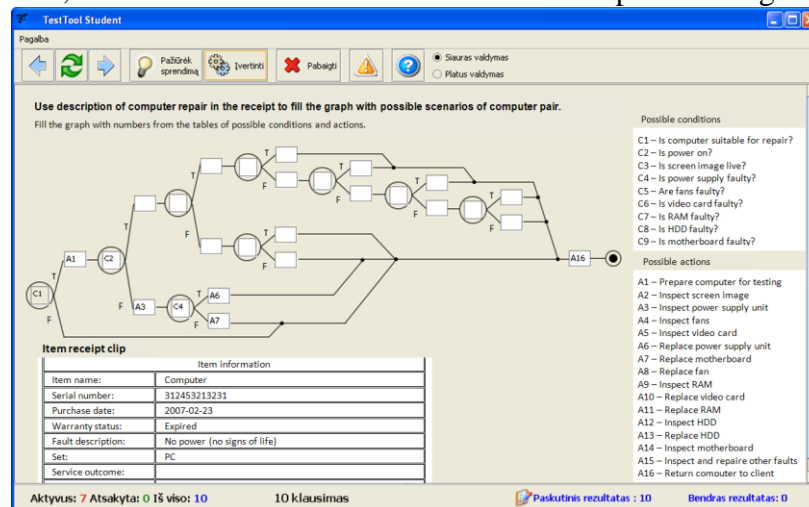 TestTool Student
Pagalba
Pažiūrėk sprendimą
Įvertinti
Pabaigti
Siauras valdymas
Platus valdymas
Use description of computer repair in the receipt to fill the graph with possible scenarios of computer pair.
Fill the graph with numbers from the tables of possible conditions and actions.
Possible conditions
C1 – Is computer suitable for repair?
C2 – Is power on?
C3 – Is screen image live?
C4 – Is power supply faulty?
C5 – Are fans faulty?
C6 – Is video card faulty?
C7 – Is RAM faulty?
C8 – Is HDD faulty?
C9 – Is motherboard faulty?
Possible actions
A1 – Prepare computer for testing
A2 – Inspect screen image
A3 – Inspect power supply unit
A4 – Inspect fans
A5 – Inspect video card
A6 – Replace power supply unit
A7 – Replace motherboard
A8 – Replace fan
A9 – Inspect RAM
A10 – Replace video card
A11 – Replace RAM
A12 – Inspect HDD
A13 – Replace HDD
A14 – Inspect motherboard
A15 – Inspect and repaire other faults
A16 – Return computer to client
T
T
F
T
F
F
F
T
F
T
F
T
F
C1
T
F
A1
C2
T
F
A3
C4
T
F
A6
A7
A16
Item receipt clip
Item information
Item name: Computer
Serial number: 312453213231
Purchase date: 2007-02-23
Warranty status: Expired
Fault description: No power (no signs of life)
Set: PC
Service outcome:
Aktyvus: 7 Atsakyta: 0 Iš viso: 10
10 klausimas
Paskutinis rezultatas : 10
Bendras rezultatas: 0